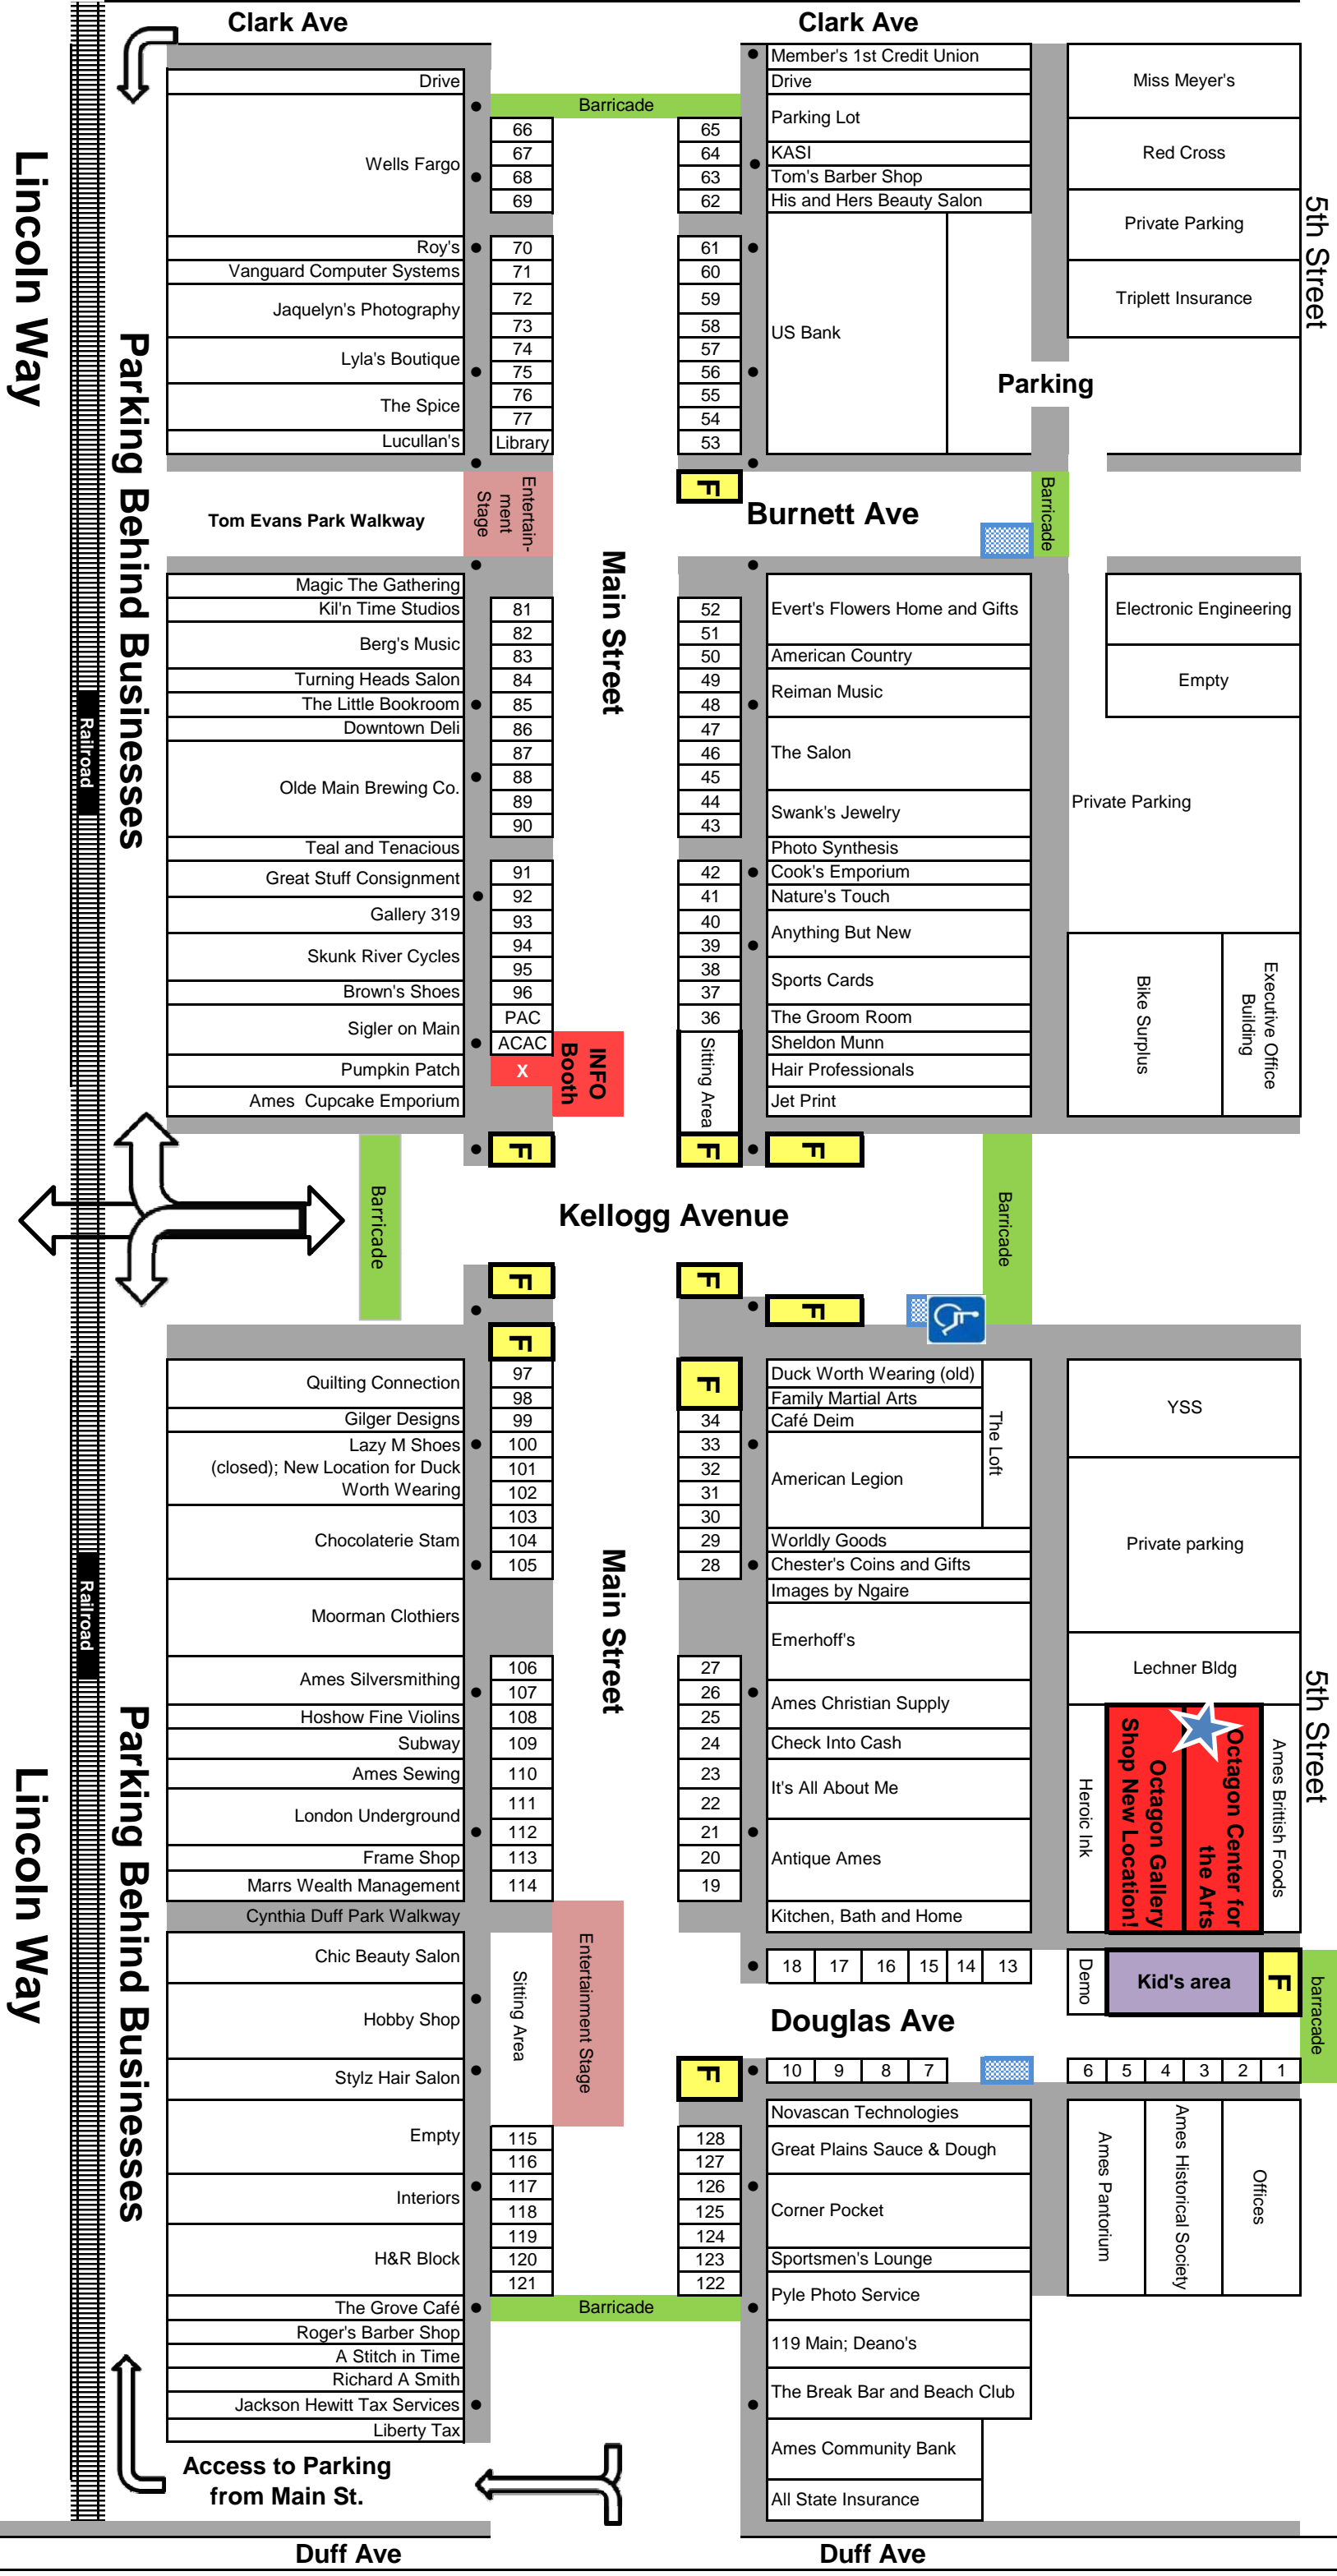 Clark Ave
Clark Ave
Lincoln Way
Parking Behind Businesses
Railroad
Drive
Wells Fargo
Roy's
Vanguard Computer Systems
Jaquelyn's Photography
Lyla's Boutique
The Spice
Lucullan's
Barricade
66
67
68
69
70
71
72
73
74
75
76
77
Library
65
64
63
62
61
60
59
58
57
56
55
54
53
Member's 1st Credit Union
Drive
Parking Lot
KASI
Tom's Barber Shop
His and Hers Beauty Salon
US Bank
Miss Meyer's
Red Cross
Private Parking
Triplett Insurance
Parking
5th Street
Tom Evans Park Walkway
Entertain-
ment
Stage
F
Burnett Ave
Barricade
Main Street
Magic The Gathering
Kil'n Time Studios
Berg's Music
Turning Heads Salon
The Little Bookroom
Downtown Deli
Olde Main Brewing Co.
Teal and Tenacious
Great Stuff Consignment
Gallery 319
Skunk River Cycles
Brown's Shoes
Sigler on Main
Pumpkin Patch
Ames  Cupcake Emporium
81
82
83
84
85
86
87
88
89
90
91
92
93
94
95
96
PAC
ACAC
X
INFO
Booth
52
51
50
49
48
47
46
45
44
43
42
41
40
39
38
37
36
Sitting Area
Evert's Flowers Home and Gifts
American Country
Reiman Music
The Salon
Swank's Jewelry
Photo Synthesis
Cook's Emporium
Nature's Touch
Anything But New
Sports Cards
The Groom Room
Sheldon Munn
Hair Professionals
Jet Print
Electronic Engineering
Empty
Private Parking
Bike Surplus
Executive Office
Building
F
F
F
Barricade
Kellogg Avenue
Barricade
F
F
F
F
F
Quilting Connection
Gilger Designs
Lazy M Shoes
(closed); New Location for Duck
Worth Wearing
Chocolaterie Stam
Moorman Clothiers
Ames Silversmithing
Hoshow Fine Violins
Subway
Ames Sewing
London Underground
Frame Shop
Marrs Wealth Management
Cynthia Duff Park Walkway
Chic Beauty Salon
Hobby Shop
Stylz Hair Salon
Empty
Interiors
H&R Block
The Grove Café
Roger's Barber Shop
A Stitch in Time
Richard A Smith
Jackson Hewitt Tax Services
Liberty Tax
97
98
99
100
101
102
103
104
105
106
107
108
109
110
111
112
113
114
Sitting Area
Entertainment Stage
115
116
117
118
119
120
121
Main Street
34
33
32
31
30
29
28
27
26
25
24
23
22
21
20
19
Duck Worth Wearing (old)
Family Martial Arts
Café Deim
American Legion
The Loft
Worldly Goods
Chester's Coins and Gifts
Images by Ngaire
Emerhoff's
Ames Christian Supply
Check Into Cash
It's All About Me
Antique Ames
Kitchen, Bath and Home
YSS
Private parking
Lechner Bldg
Heroic Ink
Octagon Gallery
Shop New Location!
Octagon Center for
the Arts
Ames Brittish Foods
5th Street
18
17
16
15
14
13
Demo
Kid's area
F
barracade
Douglas Ave
F
10
9
8
7
6
5
4
3
2
1
128
127
126
125
124
123
122
Barricade
Novascan Technologies
Great Plains Sauce & Dough
Corner Pocket
Sportsmen's Lounge
Pyle Photo Service
119 Main; Deano's
The Break Bar and Beach Club
Ames Community Bank
All State Insurance
Ames Pantorium
Ames Historical Society
Offices
Railroad
Parking Behind Businesses
Lincoln Way
Access to Parking
from Main St.
Duff Ave
Duff Ave